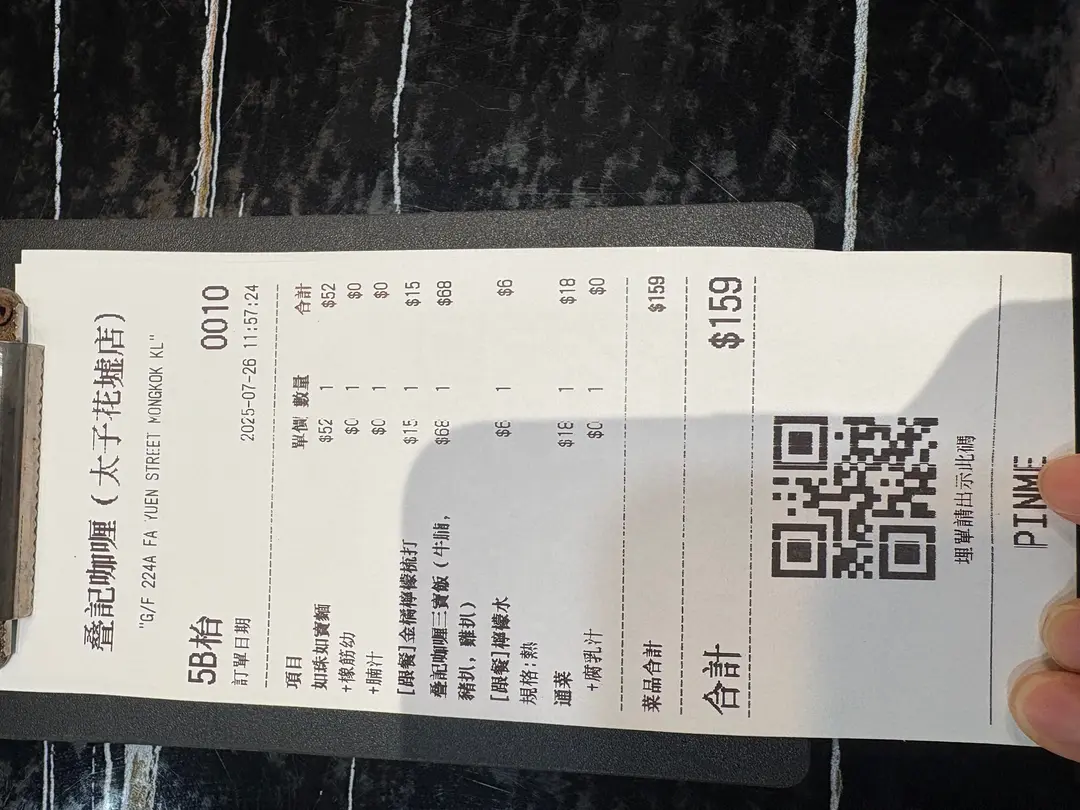 叠記咖喱(太子花墟店)
"G/F 224A FA YUEN STREET MONGKOK KL"
5B枱 0010
訂單日期 2025-07-26 11:57:24
項目 單價 數量 合計
如珠如寶麵 $52 1 $52
+橡筋幼 $0 1 $0
+腩汁 $0 1 $0
[跟餐]金橘檸檬梳打 $15 1 $15
叠記咖喱三寶飯(牛腩, $68 1 $68
豬扒, 雞扒)
[跟餐]檸檬水 $6 1 $6
規格:熱
通菜 $18 1 $18
+腐乳汁 $0 1 $0
菜品合計 $159
合計 $159
埋單請出示此碼
PINME